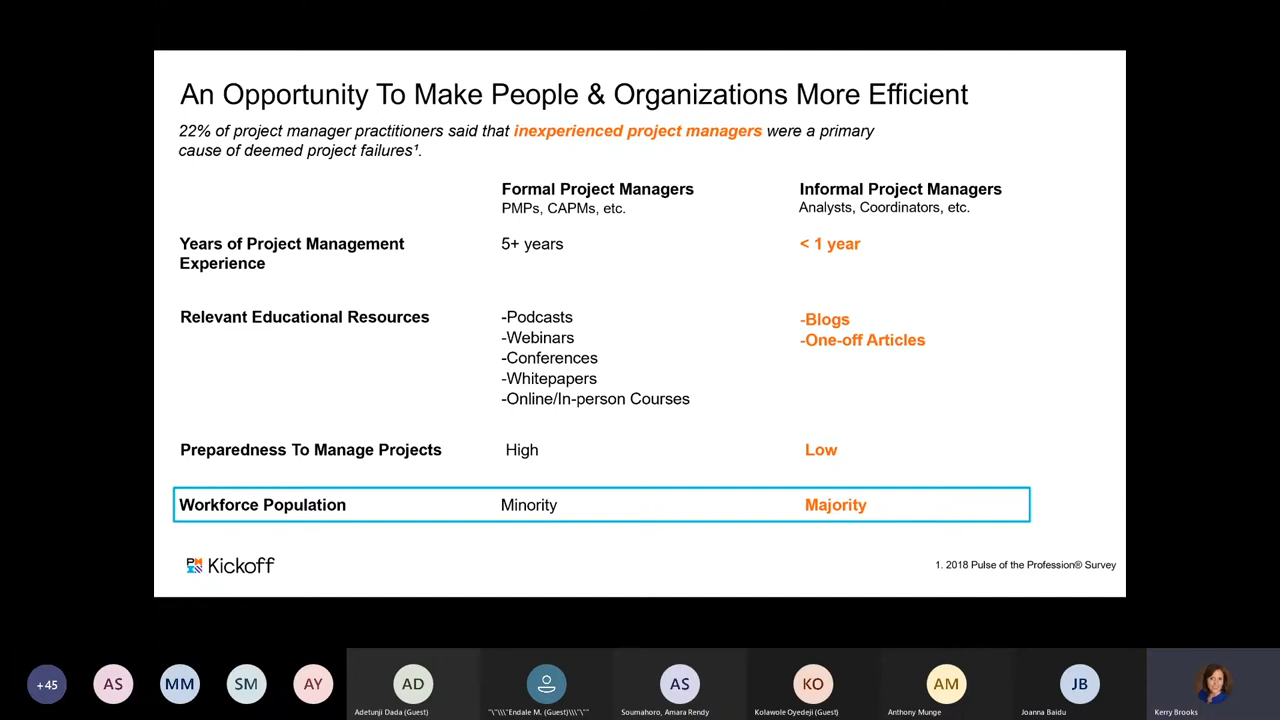 An Opportunity To Make People & Organizations More Efficient
22% of project manager practitioners said that inexperienced project managers were a primary
cause of deemed project failures¹.
Formal Project Managers
PMPs, CAPMs, etc.
Informal Project Managers
Analysts, Coordinators, etc.
Years of Project Management
Experience
5+ years
< 1 year
Relevant Educational Resources
-Podcasts
-Webinars
-Conferences
-Whitepapers
-Online/In-person Courses
-Blogs
-One-off Articles
Preparedness To Manage Projects
High
Low
Workforce Population
Minority
Majority
PMI Kickoff
1. 2018 Pulse of the Profession® Survey
+45
AS
MM
SM
AY
AD
AS
KO
AM
JB
Adetunji Dada (Guest)
"\"\\\"Endale M. (Guest)\\\"\""
Soumahoro, Amara Rendy
Kolawole Oyedeji (Guest)
Anthony Munge
Joanna Baidu
Kerry Brooks